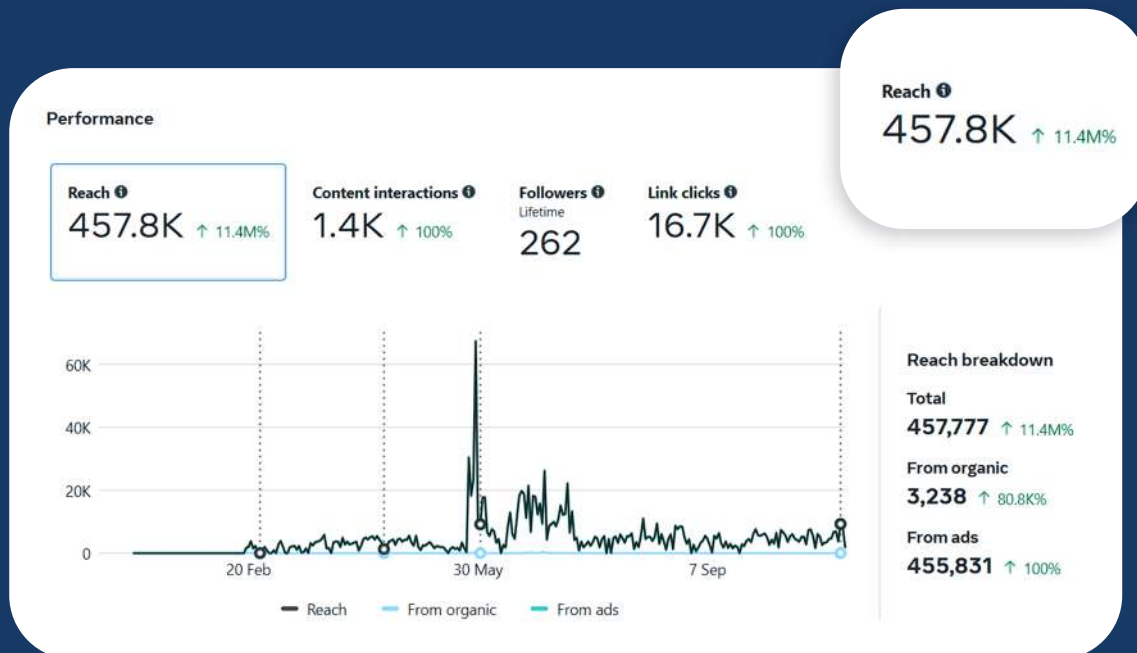 Reach
457.8K ↑ 11.4M%
Performance
Reach
457.8K ↑ 11.4M%
Content interactions
1.4K ↑ 100%
Followers
Lifetime
262
Link clicks
16.7K ↑ 100%
60K
40K
20K
0
20 Feb
30 May
7 Sep
Reach
From organic
From ads
Reach breakdown
Total
457,777 ↑ 11.4M%
From organic
3,238 ↑ 80.8K%
From ads
455,831 ↑ 100%